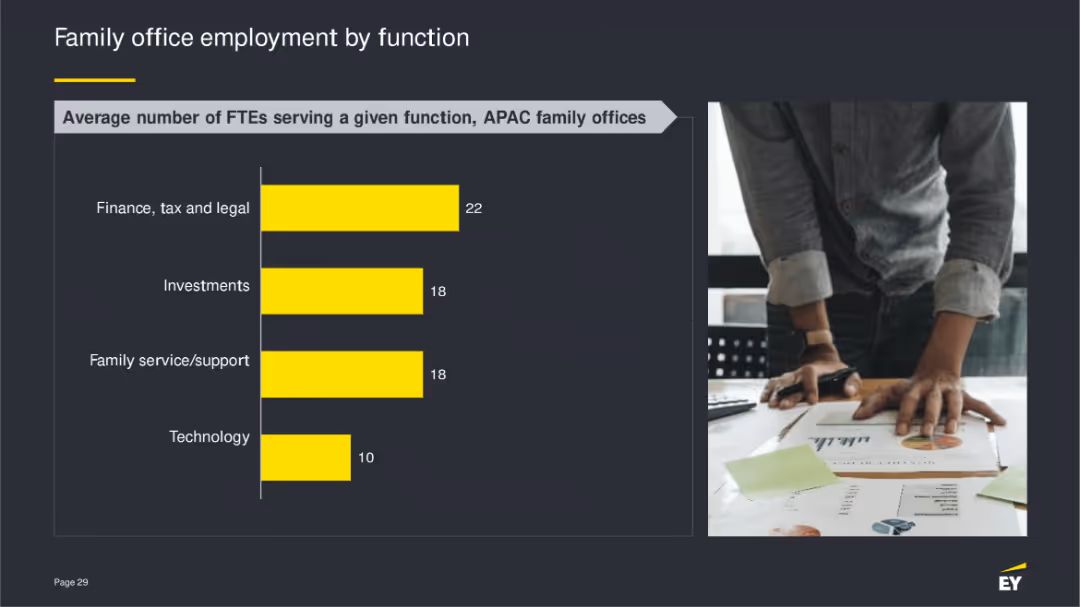 Family office employment by function
Average number of FTEs serving a given function, APAC family offices
Finance, tax and legal
22
Investments
18
Family service/support
18
Technology
10
Page 29
EY